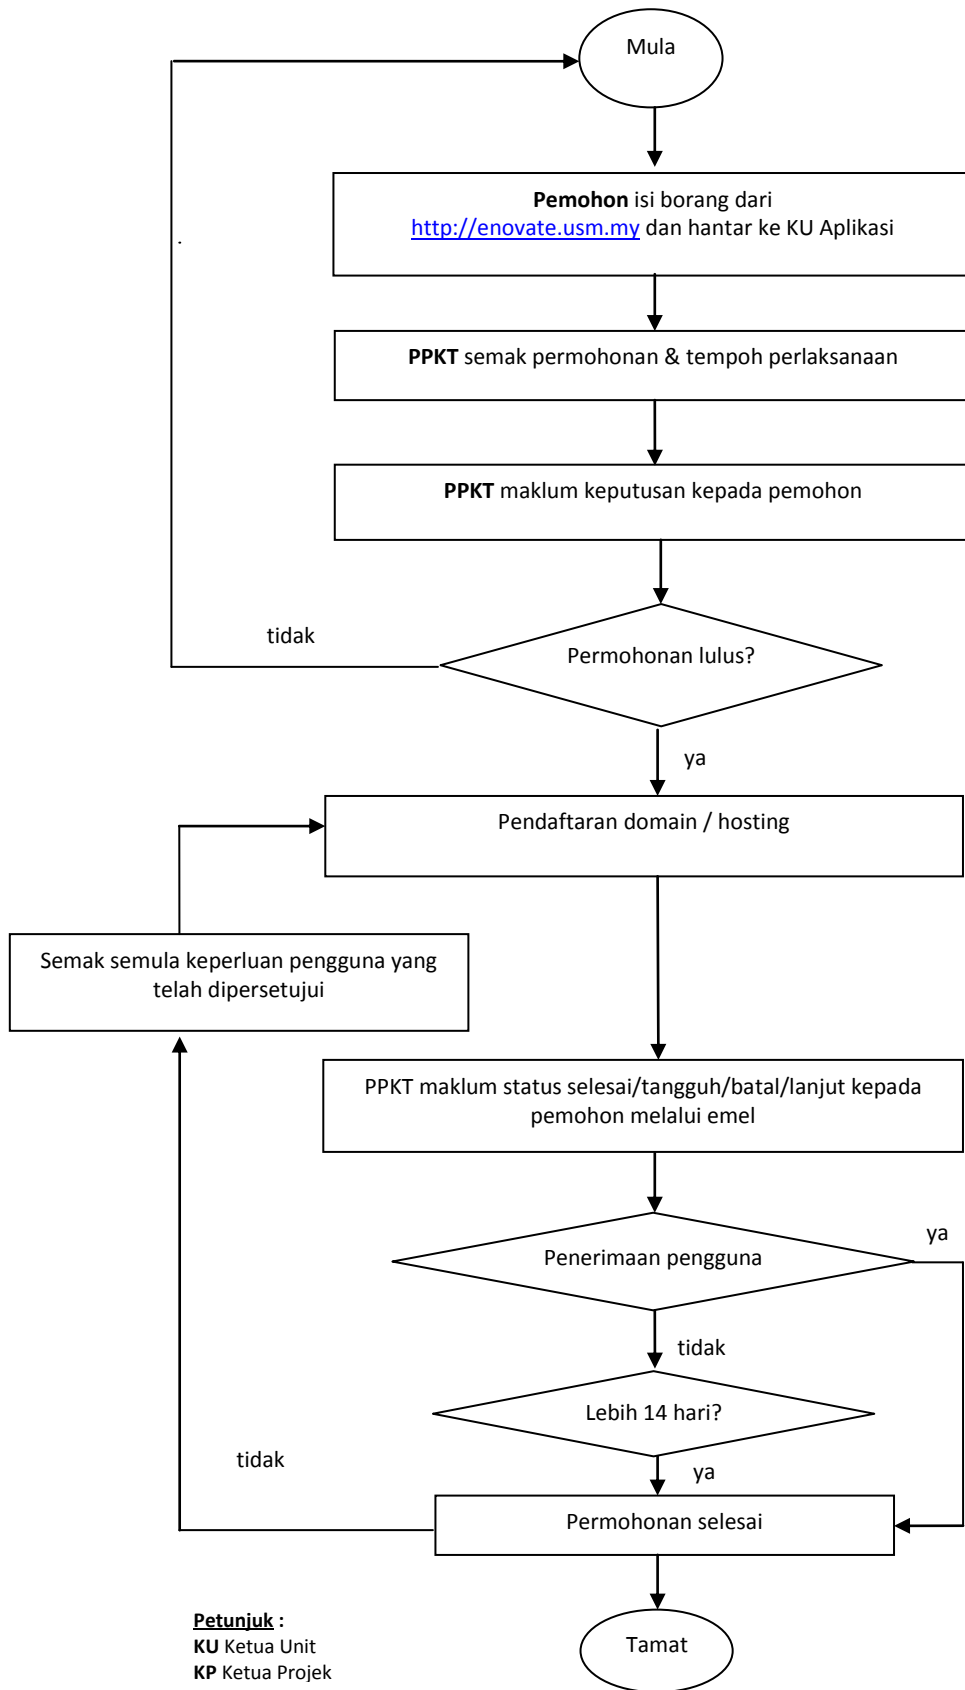 Mula
Pemohon isi borang dari
http://enovate.usm.my dan hantar ke KU Aplikasi
PPKT semak permohonan & tempoh perlaksanaan
PPKT maklum keputusan kepada pemohon
tidak
Permohonan lulus?
ya
Pendaftaran domain / hosting
Semak semula keperluan pengguna yang
telah dipersetujui
PPKT maklum status selesai/tangguh/batal/lanjut kepada
pemohon melalui emel
ya
Penerimaan pengguna
tidak
Lebih 14 hari?
tidak
ya
Permohonan selesai
Tamat
Petunjuk :
KU Ketua Unit
KP Ketua Projek